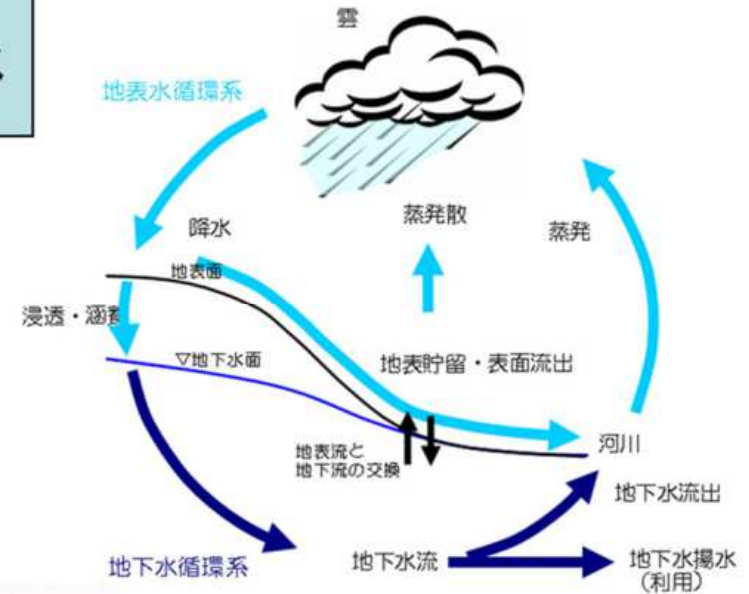 雲
地表水循環系
降水
蒸発散
蒸発
地表面
浸透・涵養
▽地下水面
地表貯留・表面流出
地表流と
地下流の交換
河川
地下水流出
地下水循環系
地下水流
地下水揚水
（利用）